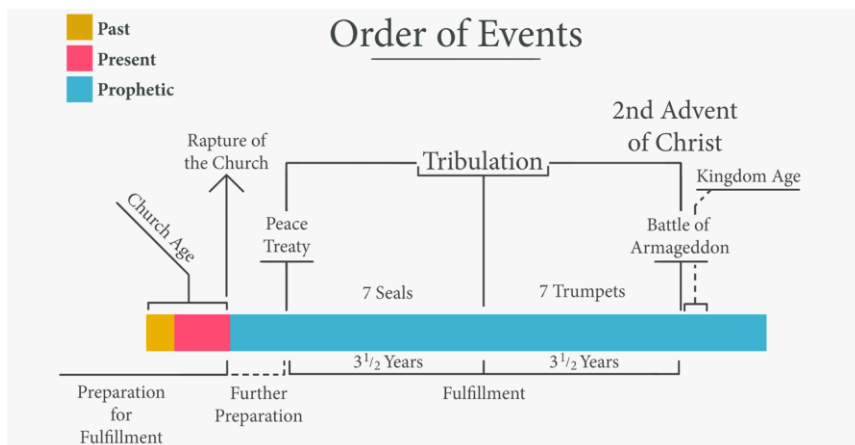 Past
Present
Prophetic
Order of Events
Rapture of
the Church
Church Age
Peace
Treaty
Tribulation
2nd Advent
of Christ
Kingdom Age
Battle of
Armageddon
7 Seals
7 Trumpets
3 1/2 Years
3 1/2 Years
Preparation
for
Fulfillment
Further
Preparation
Fulfillment